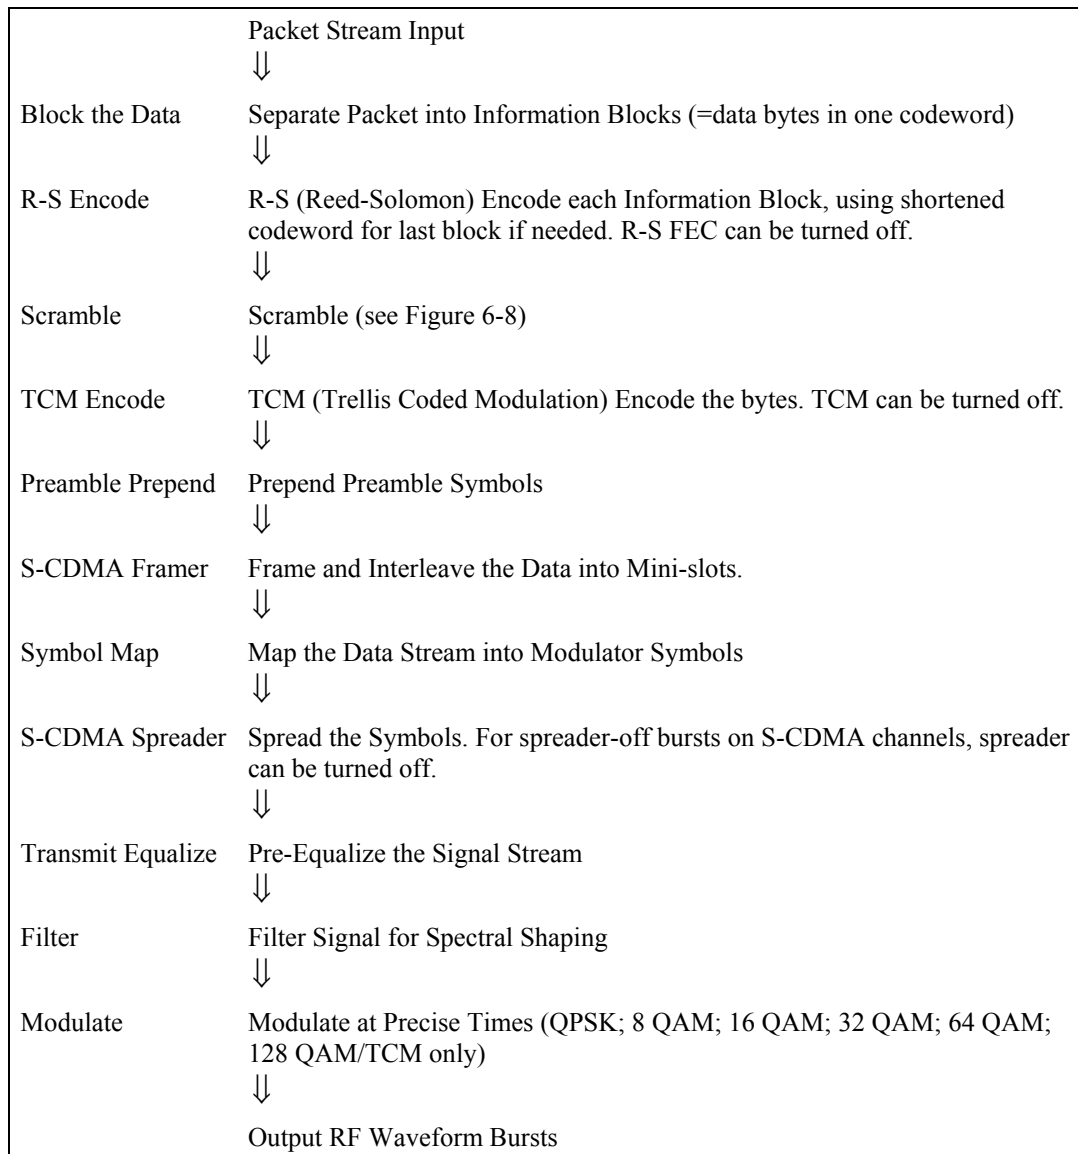 Packet Stream Input
⇓
Block the Data Separate Packet into Information Blocks (=data bytes in one codeword)
⇓
R-S Encode R-S (Reed-Solomon) Encode each Information Block, using shortened
codeword for last block if needed. R-S FEC can be turned off.
⇓
Scramble Scramble (see Figure 6-8)
⇓
TCM Encode TCM (Trellis Coded Modulation) Encode the bytes. TCM can be turned off.
⇓
Preamble Prepend Prepend Preamble Symbols
⇓
S-CDMA Framer Frame and Interleave the Data into Mini-slots.
⇓
Symbol Map Map the Data Stream into Modulator Symbols
⇓
S-CDMA Spreader Spread the Symbols. For spreader-off bursts on S-CDMA channels, spreader
can be turned off.
⇓
Transmit Equalize Pre-Equalize the Signal Stream
⇓
Filter Filter Signal for Spectral Shaping
⇓
Modulate Modulate at Precise Times (QPSK; 8 QAM; 16 QAM; 32 QAM; 64 QAM;
128 QAM/TCM only)
⇓
Output RF Waveform Bursts